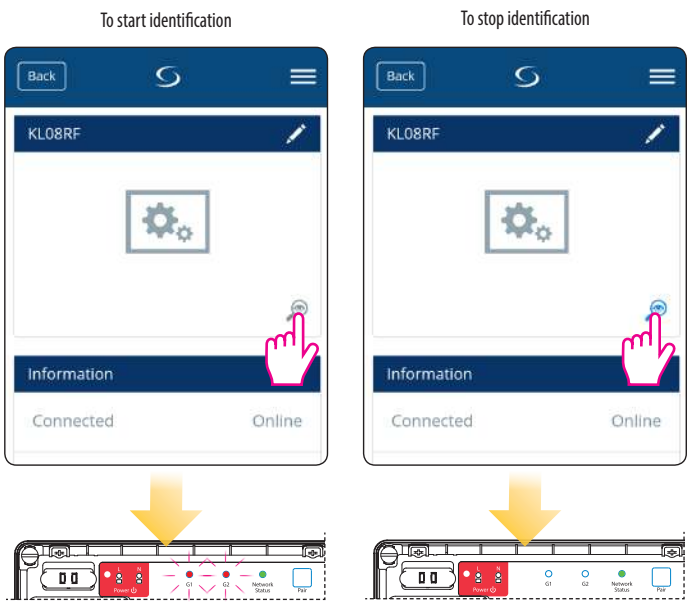 To start identification
Back
KL08RF
Information
Connected Online
L N
Power
G1 G2 Network Status Pair
To stop identification
Back
KL08RF
Information
Connected Online
L N
Power
G1 G2 Network Status Pair